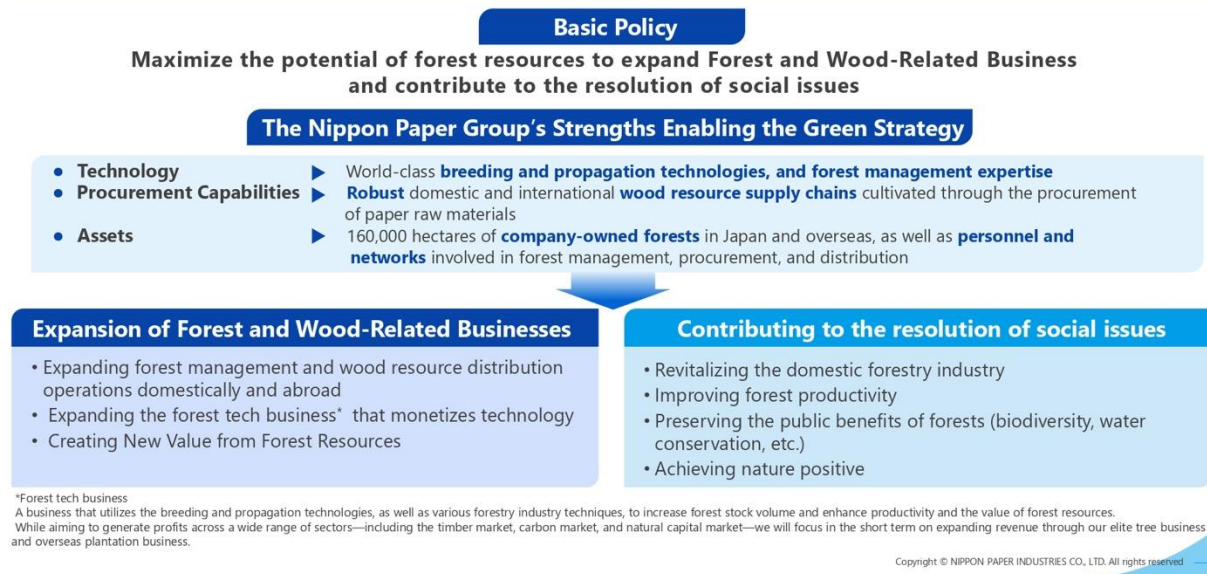 Basic Policy
Maximize the potential of forest resources to expand Forest and Wood-Related Business
and contribute to the resolution of social issues
The Nippon Paper Group's Strengths Enabling the Green Strategy
• Technology ▶ World-class breeding and propagation technologies, and forest management expertise
• Procurement Capabilities ▶ Robust domestic and international wood resource supply chains cultivated through the procurement
of paper raw materials
• Assets ▶ 160,000 hectares of company-owned forests in Japan and overseas, as well as personnel and
networks involved in forest management, procurement, and distribution
Expansion of Forest and Wood-Related Businesses
• Expanding forest management and wood resource distribution
operations domestically and abroad
• Expanding the forest tech business* that monetizes technology
• Creating New Value from Forest Resources
Contributing to the resolution of social issues
• Revitalizing the domestic forestry industry
• Improving forest productivity
• Preserving the public benefits of forests (biodiversity, water
conservation, etc.)
• Achieving nature positive
*Forest tech business
A business that utilizes the breeding and propagation technologies, as well as various forestry industry techniques, to increase forest stock volume and enhance productivity and the value of forest resources.
While aiming to generate profits across a wide range of sectors—including the timber market, carbon market, and natural capital market—we will focus in the short term on expanding revenue through our elite tree business
and overseas plantation business.
Copyright © NIPPON PAPER INDUSTRIES CO., LTD. All rights reserved